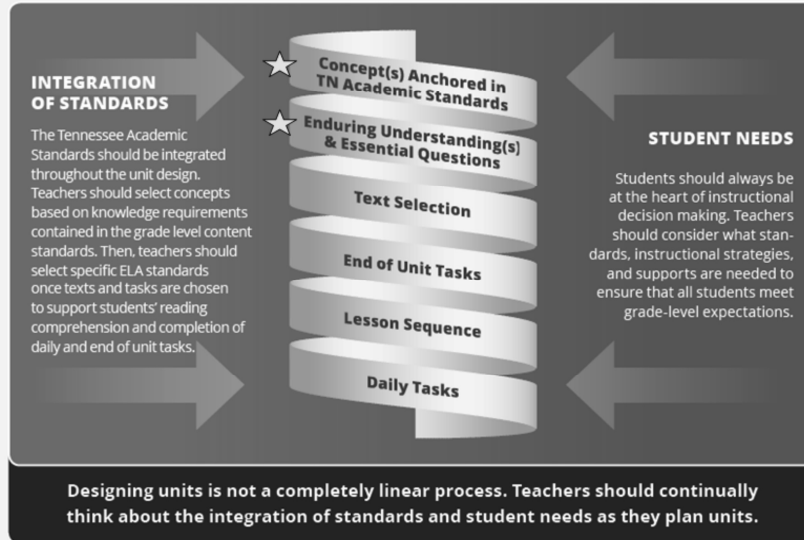 INTEGRATION
OF STANDARDS
The Tennessee Academic
Standards should be integrated
throughout the unit design.
Teachers should select concepts
based on knowledge requirements
contained in the grade level content
standards. Then, teachers should
select specific ELA standards
once texts and tasks are chosen
to support students' reading
comprehension and completion of
daily and end of unit tasks.
Concept(s) Anchored in
TN Academic Standards
Enduring Understanding(s)
& Essential Questions
Text Selection
End of Unit Tasks
Lesson Sequence
Daily Tasks
STUDENT NEEDS
Students should always be
at the heart of instructional
decision making. Teachers
should consider what stan-
dards, instructional strategies,
and supports are needed to
ensure that all students meet
grade-level expectations.
Designing units is not a completely linear process. Teachers should continually
think about the integration of standards and student needs as they plan units.